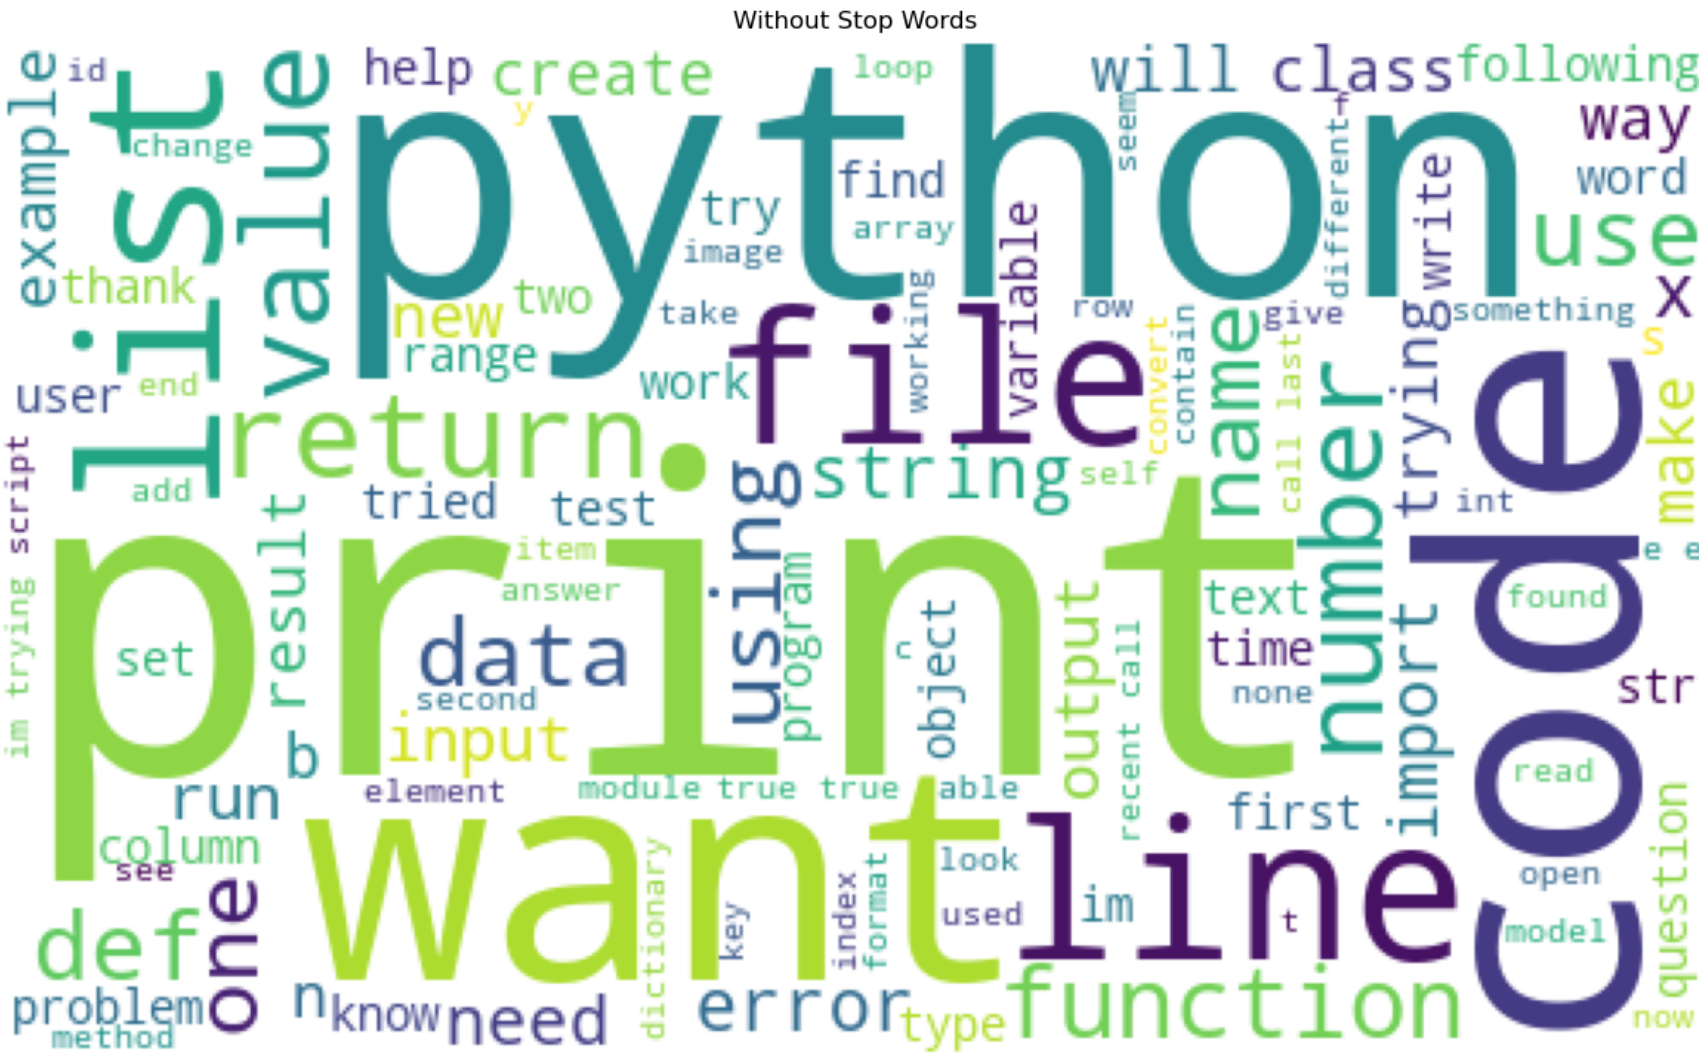 Without Stop Words
example
id
list
change
value
help
create
y
loop
python
will
class
following
seem
f
different
way
word
find
try
image
array
variable
write
use
x
thank
new
two
range
take
file
working
row
convert
contain
name
give
call last
trying
something
s
user
end
return
work
string
self
number
int
code
make
script
add
result
tried
test
using
print
item
answer
program
e e
im trying
set
data
second
input
c
object
output
recent call
text
time
none
import
found
str
b
run
element
module
true true
able
first
read
question
column
see
want
line
look
open
def
one
dictionary
key
index
format
used
im
t
model
problem
method
n
know
need
error
type
function
now